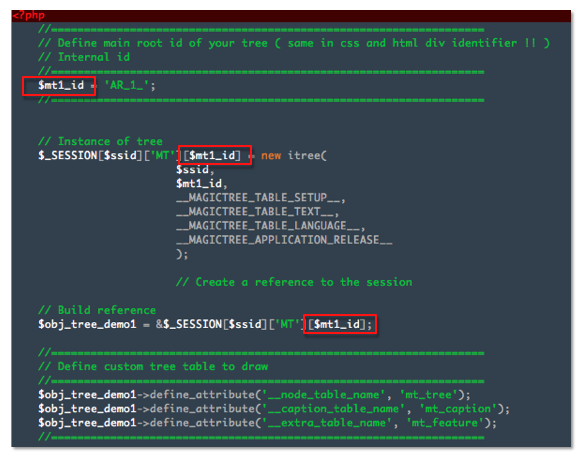 <?php
//==================================================================
// Define main root id of your tree ( same in css and html div identifier !! )
// Internal id
//==================================================================
$mt1_id = 'AR_1_';
//==================================================================
// Instance of tree
$_SESSION[$ssid]['MT'][$mt1_id] = new itree(
$ssid,
$mt1_id,
__MAGICTREE_TABLE_SETUP__,
__MAGICTREE_TABLE_TEXT__,
__MAGICTREE_TABLE_LANGUAGE__,
__MAGICTREE_APPLICATION_RELEASE__
);
// Create a reference to the session
// Build reference
$obj_tree_demo1 = &$_SESSION[$ssid]['MT'][$mt1_id];
//==================================================================
// Define custom tree table to draw
//==================================================================
$obj_tree_demo1->define_attribute('__node_table_name', 'mt_tree');
$obj_tree_demo1->define_attribute('__caption_table_name', 'mt_caption');
$obj_tree_demo1->define_attribute('__extra_table_name', 'mt_feature');
//==================================================================